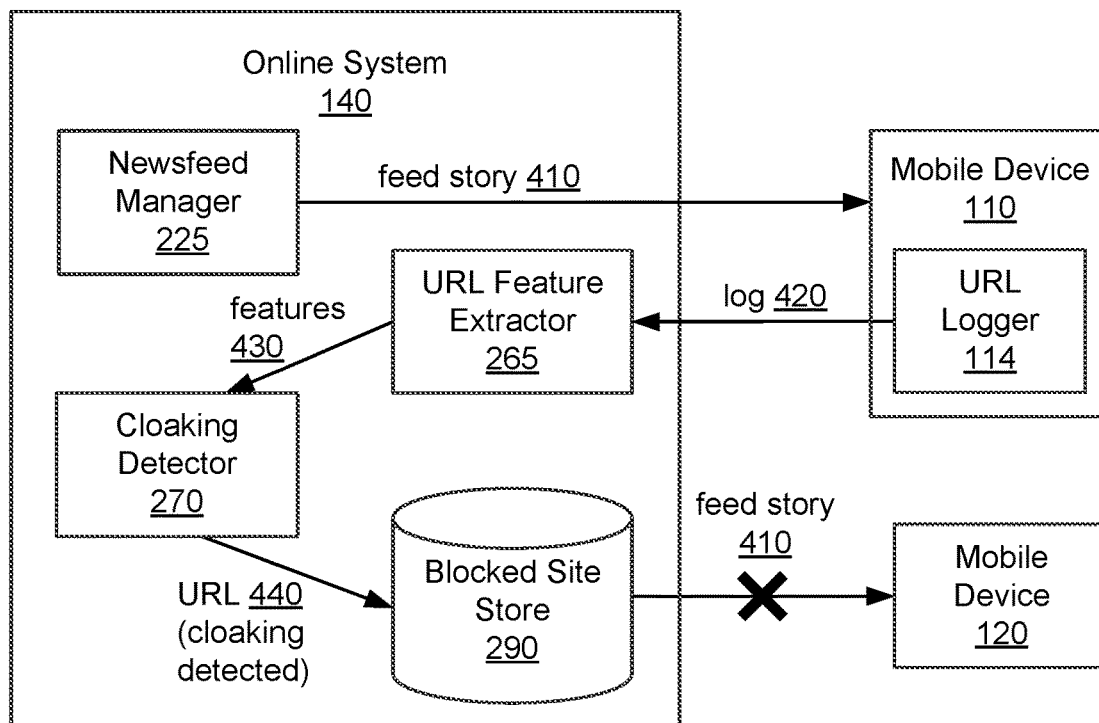 Online System
140
Newsfeed
Manager
225
feed story 410
Mobile Device
110
URL Feature
Extractor
265
log 420
URL
Logger
114
features
430
Cloaking
Detector
270
URL 440
(cloaking
detected)
Blocked Site
Store
290
feed story
410
Mobile
Device
120